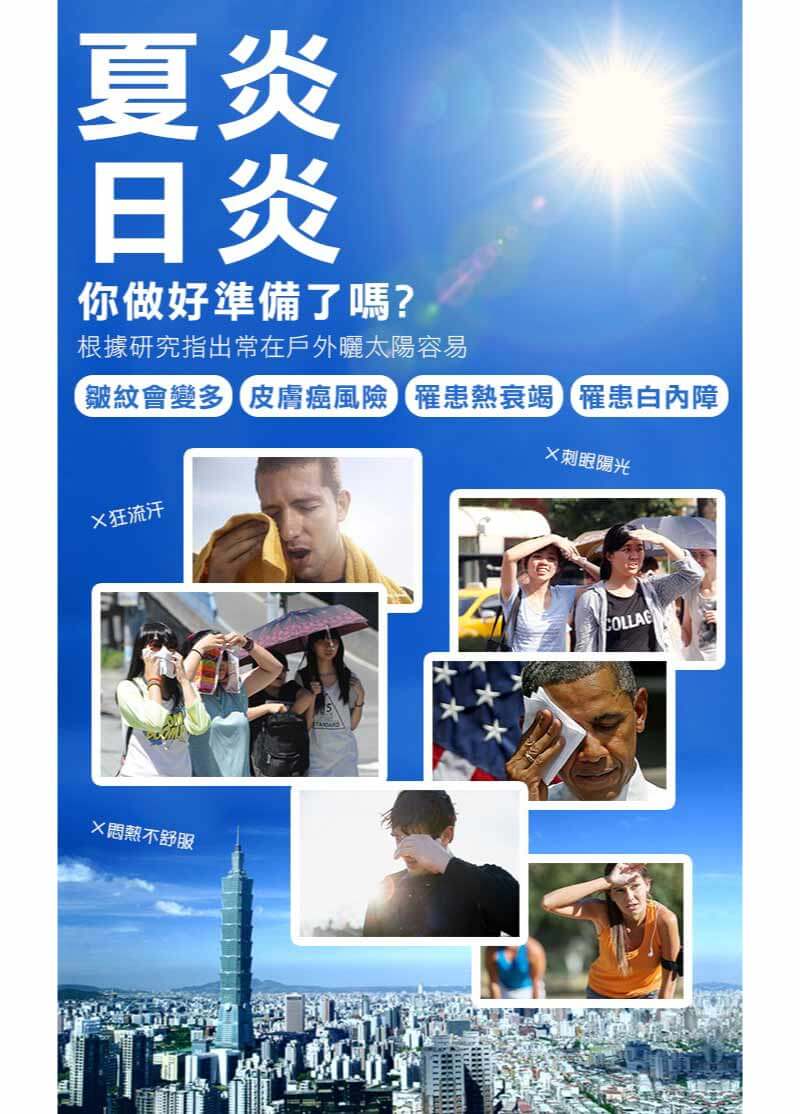 夏炎
日炎
你做好準備了嗎?
根據研究指出常在戶外曬太陽容易
皺紋會變多 皮膚癌風險 罹患熱衰竭 罹患白內障
×刺眼陽光
×狂流汗
COLLAG
×悶熱不舒服